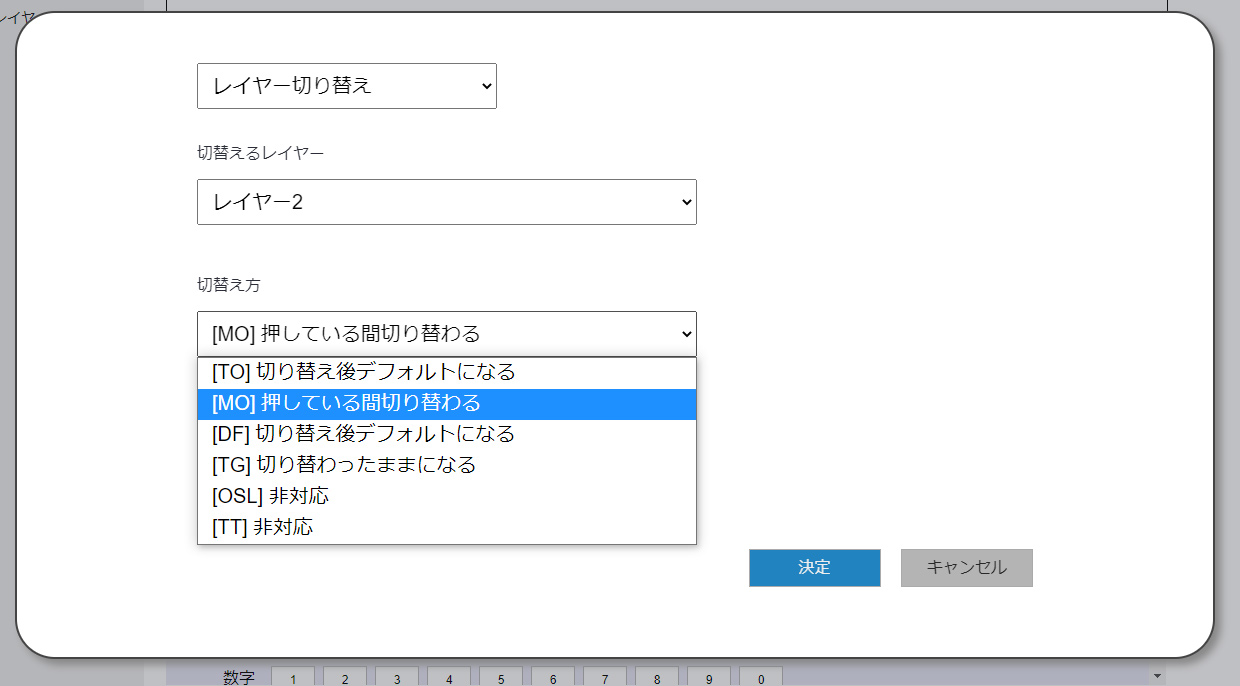 レイヤ
レイヤー切り替え
切替えるレイヤー
レイヤー2
切替え方
[MO] 押している間切り替わる
[TO] 切り替え後デフォルトになる
[MO] 押している間切り替わる
[DF] 切り替え後デフォルトになる
[TG] 切り替わったままになる
[OSL] 非対応
[TT] 非対応
決定 キャンセル
数字 1 2 3 4 5 6 7 8 9 0